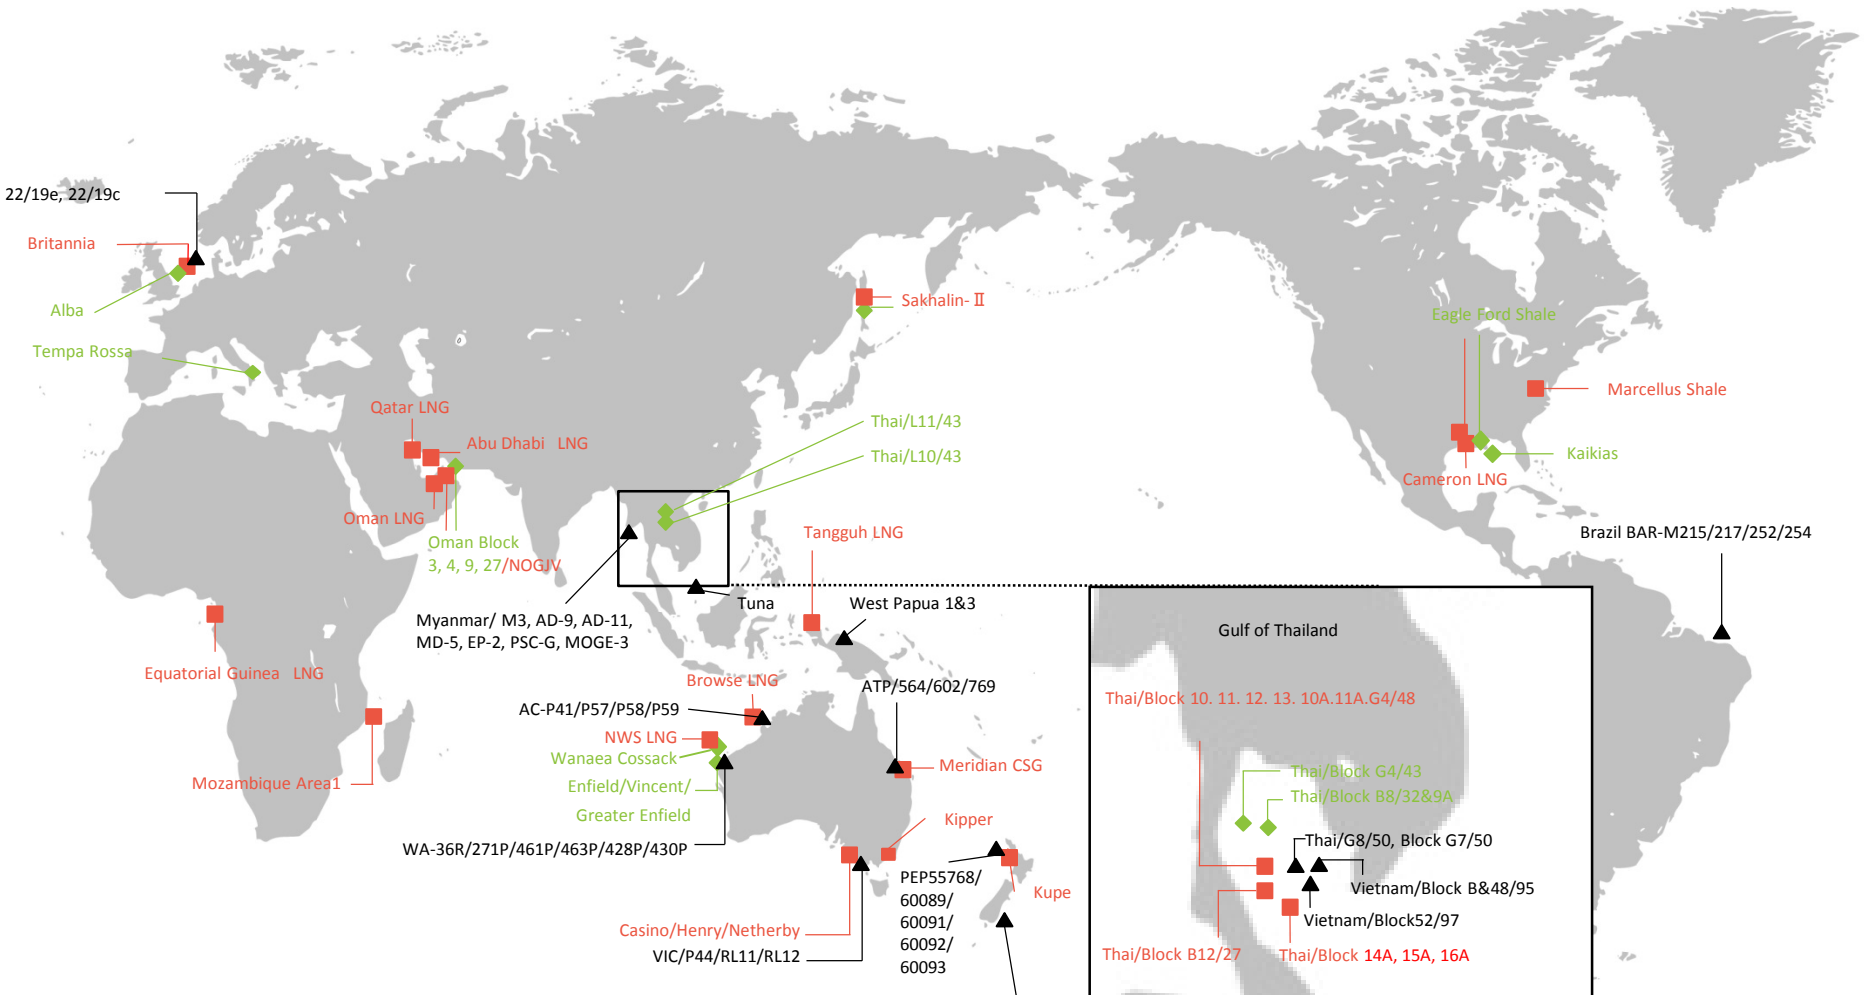 22/19e, 22/19c
Britannia
Alba
Tempa Rossa
Sakhalin-Ⅱ
Eagle Ford Shale
Marcellus Shale
Kaikias
Cameron LNG
Qatar LNG
Abu Dhabi LNG
Oman LNG
Oman Block
3, 4, 9, 27/NOGJV
Thai/L11/43
Thai/L10/43
Tangguh LNG
Brazil BAR-M215/217/252/254
Tuna
West Papua 1&3
Myanmar/ M3, AD-9, AD-11,
MD-5, EP-2, PSC-G, MOGE-3
Equatorial Guinea LNG
Mozambique Area1
Browse LNG
ATP/564/602/769
AC-P41/P57/P58/P59
NWS LNG
Wanaea Cossack
Enfield/Vincent/
Greater Enfield
Meridian CSG
WA-36R/271P/461P/463P/428P/430P
Kipper
Casino/Henry/Netherby
VIC/P44/RL11/RL12
PEP55768/
60089/
60091/
60092/
60093
Kupe
Gulf of Thailand
Thai/Block 10. 11. 12. 13. 10A.11A.G4/48
Thai/Block G4/43
Thai/Block B8/32&9A
Thai/G8/50, Block G7/50
Vietnam/Block B&48/95
Vietnam/Block52/97
Thai/Block B12/27
Thai/Block 14A, 15A, 16A